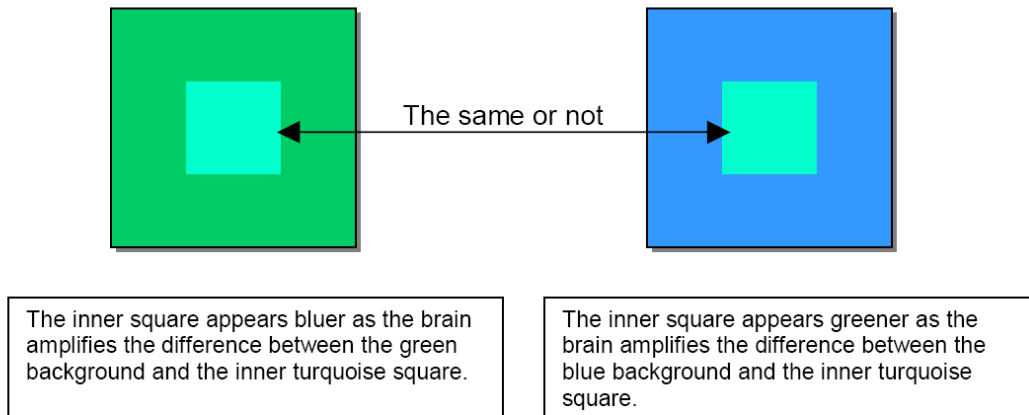 The same or not
The inner square appears bluer as the brain
amplifies the difference between the green
background and the inner turquoise square.
The inner square appears greener as the
brain amplifies the difference between the
blue background and the inner turquoise
square.